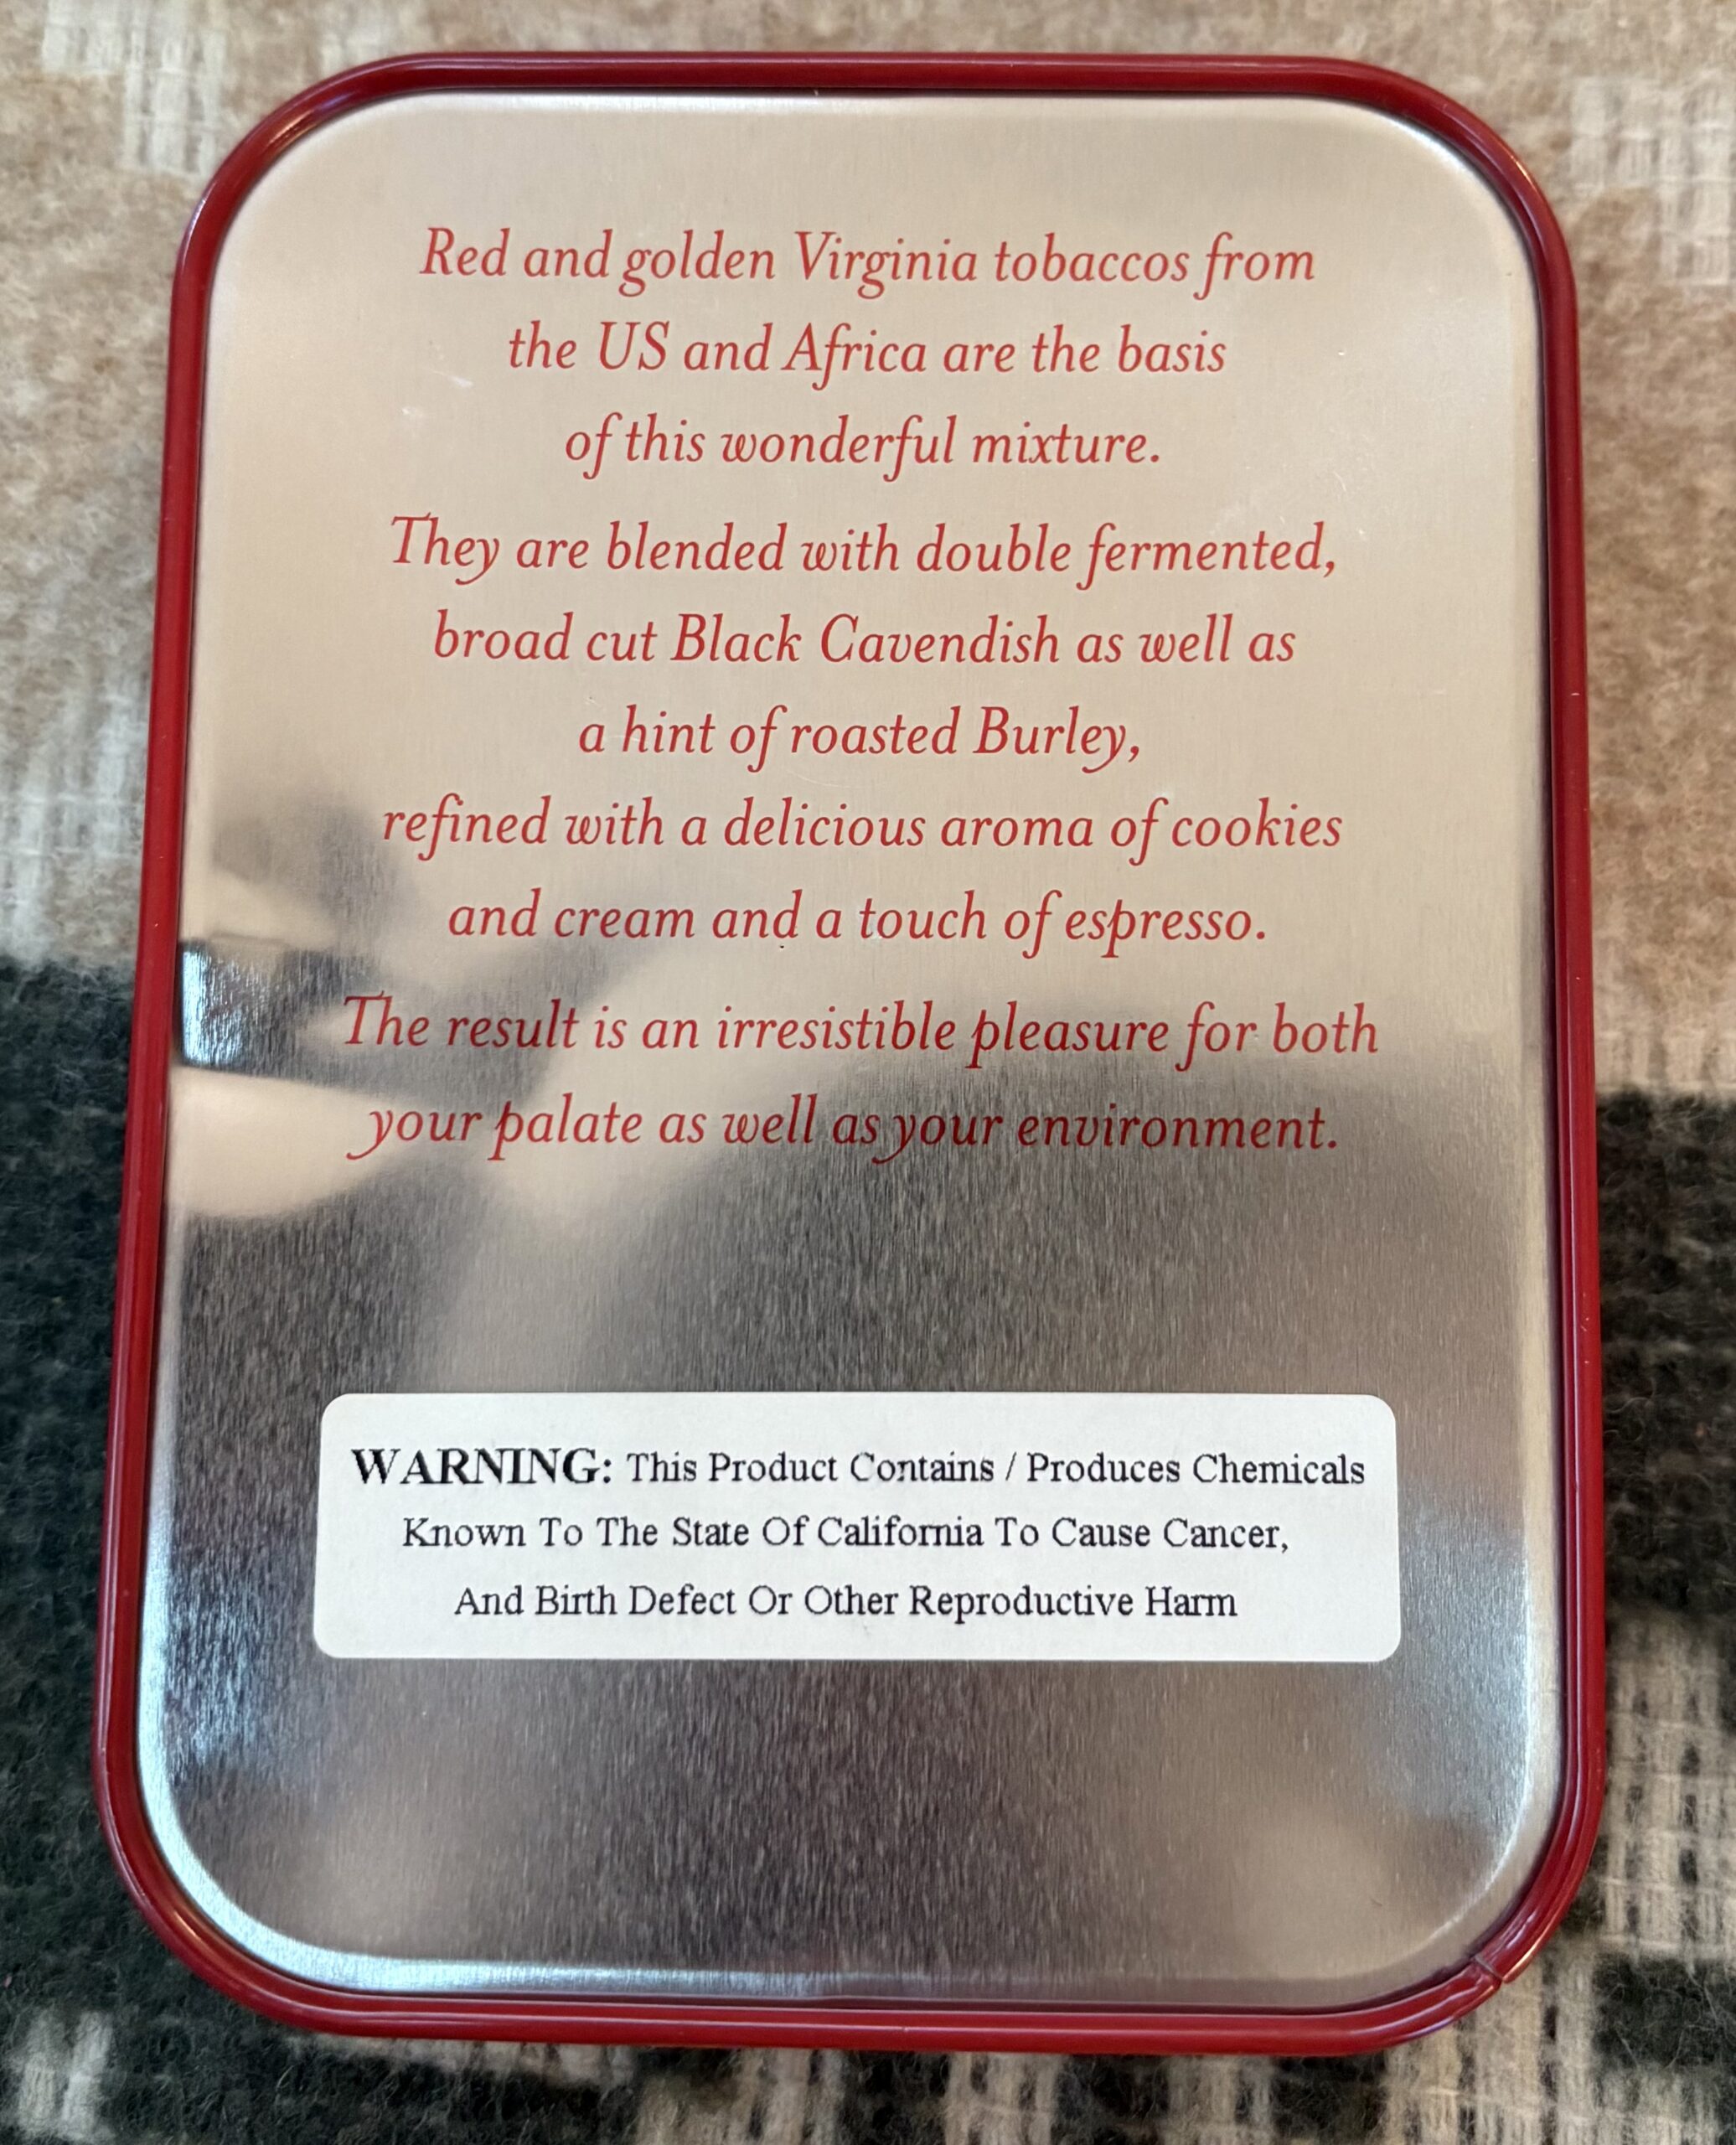 Red and golden Virginia tobaccos from
the US and Africa are the basis
of this wonderful mixture.
They are blended with double fermented,
broad cut Black Cavendish as well as
a hint of roasted Burley,
refined with a delicious aroma of cookies
and cream and a touch of espresso.
The result is an irresistible pleasure for both
your palate as well as your environment.
WARNING: This Product Contains / Produces Chemicals
Known To The State Of California To Cause Cancer,
And Birth Defect Or Other Reproductive Harm